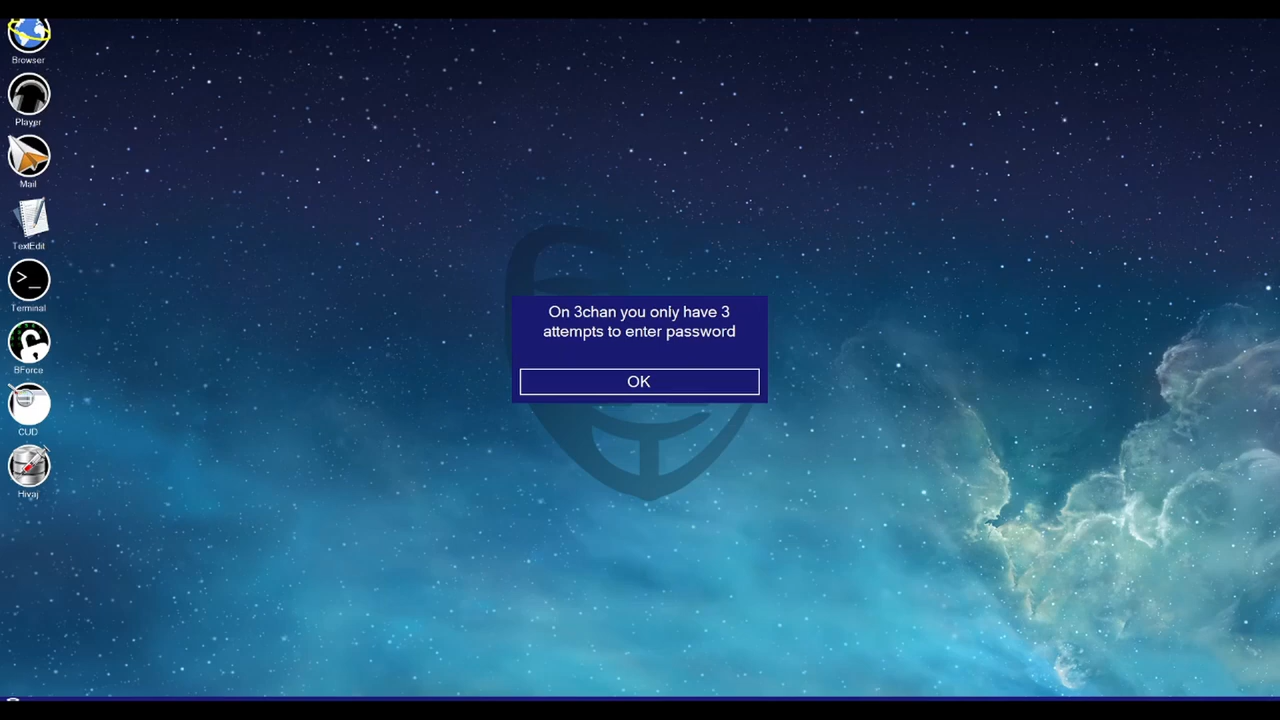 Browser
Player
Mail
TextEdit
Terminal
BForce
CUD
Hivaj
On 3chan you only have 3
attempts to enter password
OK